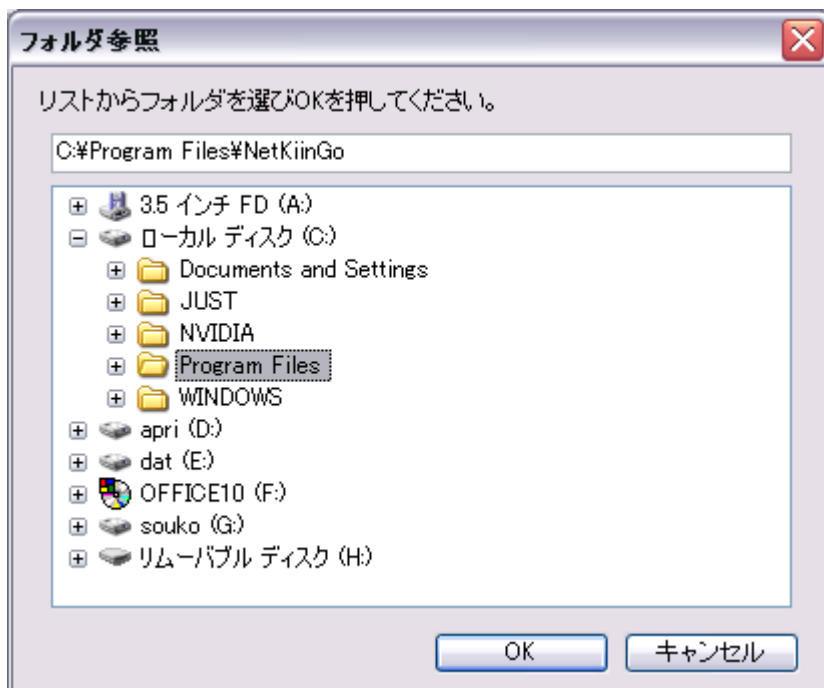 フォルダ参照
リストからフォルダを選びOKを押してください。
C:¥Program Files¥NetKiinGo
3.5 インチ FD (A:)
ローカル ディスク (C:)
Documents and Settings
JUST
NVIDIA
Program Files
WINDOWS
apri (D:)
dat (E:)
OFFICE10 (F:)
souko (G:)
リムーバブル ディスク (H:)
OK
キャンセル